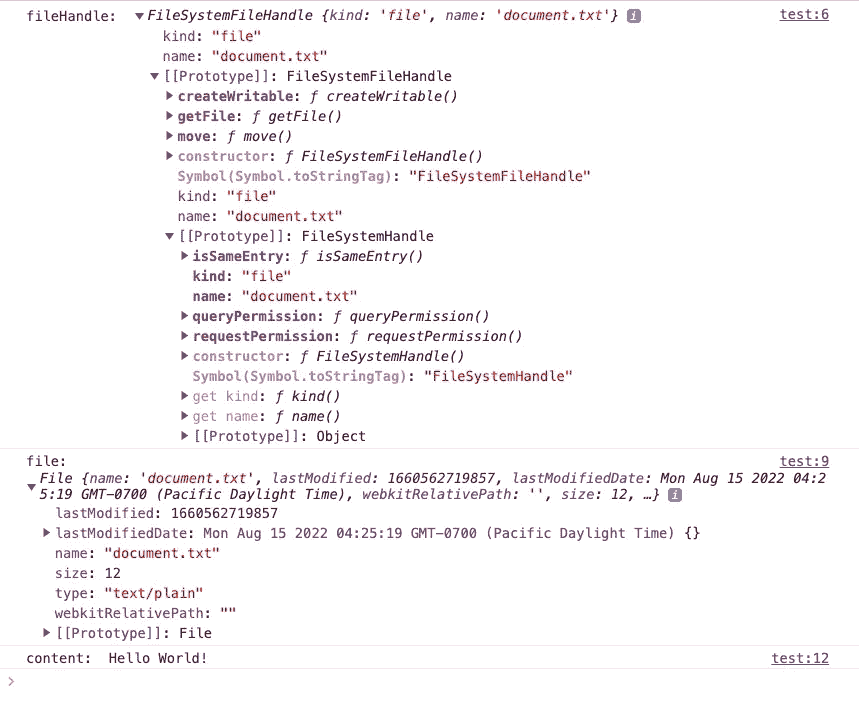 fileHandle: ▼FileSystemFileHandle {kind: 'file', name: 'document.txt'} i test:6
kind: "file"
name: "document.txt"
▼[[Prototype]]: FileSystemFileHandle
▶createWritable: ƒ createWritable()
▶getFile: ƒ getFile()
▶move: ƒ move()
▶constructor: ƒ FileSystemFileHandle()
Symbol(Symbol.toStringTag): "FileSystemFileHandle"
kind: "file"
name: "document.txt"
▼[[Prototype]]: FileSystemHandle
▶isSameEntry: ƒ isSameEntry()
kind: "file"
name: "document.txt"
▶queryPermission: ƒ queryPermission()
▶requestPermission: ƒ requestPermission()
▶constructor: ƒ FileSystemHandle()
Symbol(Symbol.toStringTag): "FileSystemHandle"
▶get kind: ƒ kind()
▶get name: ƒ name()
▶[[Prototype]]: Object
file: test:9
▼File {name: 'document.txt', lastModified: 1660562719857, lastModifiedDate: Mon Aug 15 2022 04:2
5:19 GMT-0700 (Pacific Daylight Time), webkitRelativePath: '', size: 12, …} i
lastModified: 1660562719857
▶lastModifiedDate: Mon Aug 15 2022 04:25:19 GMT-0700 (Pacific Daylight Time) {}
name: "document.txt"
size: 12
type: "text/plain"
webkitRelativePath: ""
▶[[Prototype]]: File
content: Hello World! test:12
>